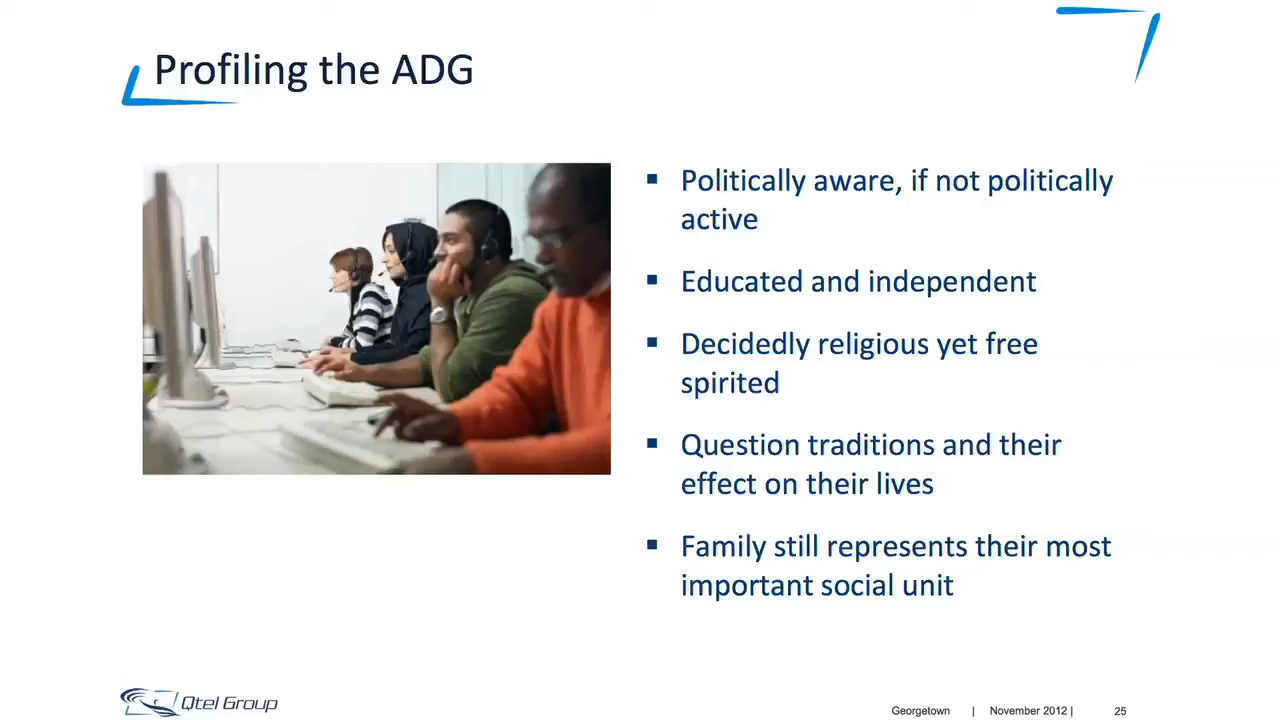 Profiling the ADG
▪ Politically aware, if not politically
active
▪ Educated and independent
▪ Decidedly religious yet free
spirited
▪ Question traditions and their
effect on their lives
▪ Family still represents their most
important social unit
Qtel Group
Georgetown | November 2012 | 25